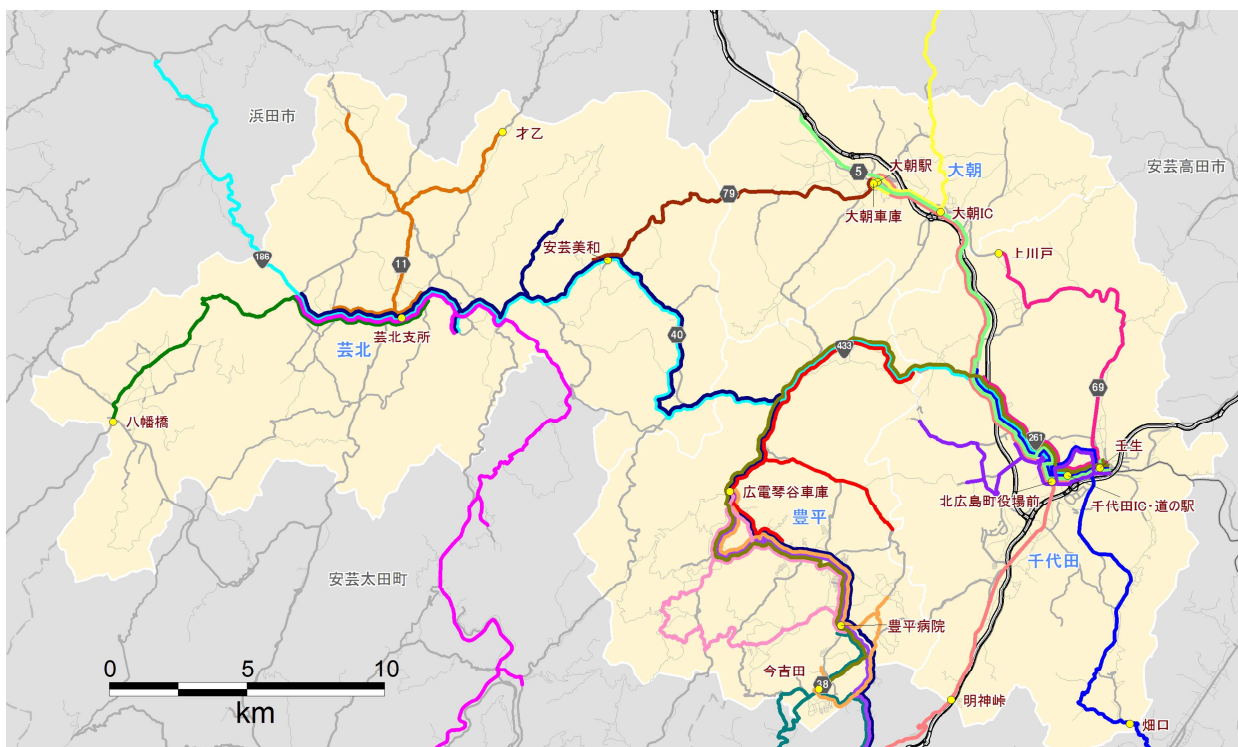 浜田市
才乙
安芸高田市
大朝駅
5
大朝
79
大朝車庫
大朝IC
安芸美和
上川戸
186
11
芸北支所
芸北
40
433
69
八幡橋
261
壬生
広電琴谷車庫
北広島町役場前
千代田IC・道の駅
豊平
千代田
安芸太田町
豊平病院
今吉田
38
明神峠
畑口
0 5 10
km